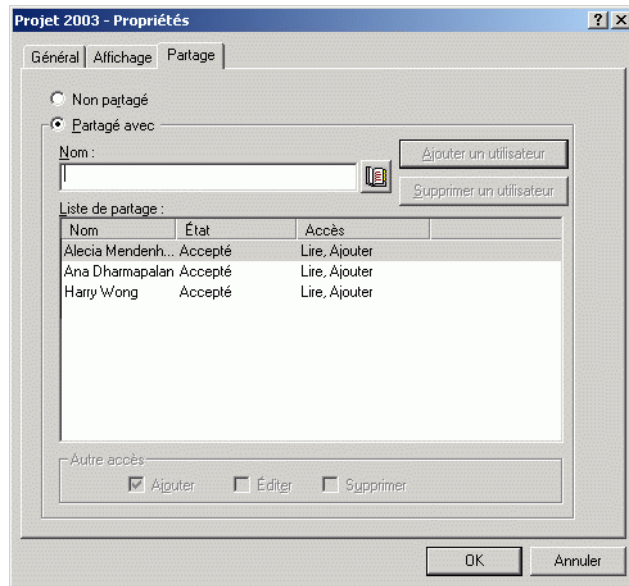 Projet 2003 - Propriétés
Général Affichage Partage
Non partagé
Partagé avec
Nom :
Ajouter un utilisateur
Supprimer un utilisateur
Liste de partage :
Nom État Accès
Alecia Mendenh... Accepté Lire, Ajouter
Ana Dharmapalan Accepté Lire, Ajouter
Harry Wong Accepté Lire, Ajouter
Autre accès
Ajouter Éditer Supprimer
OK Annuler